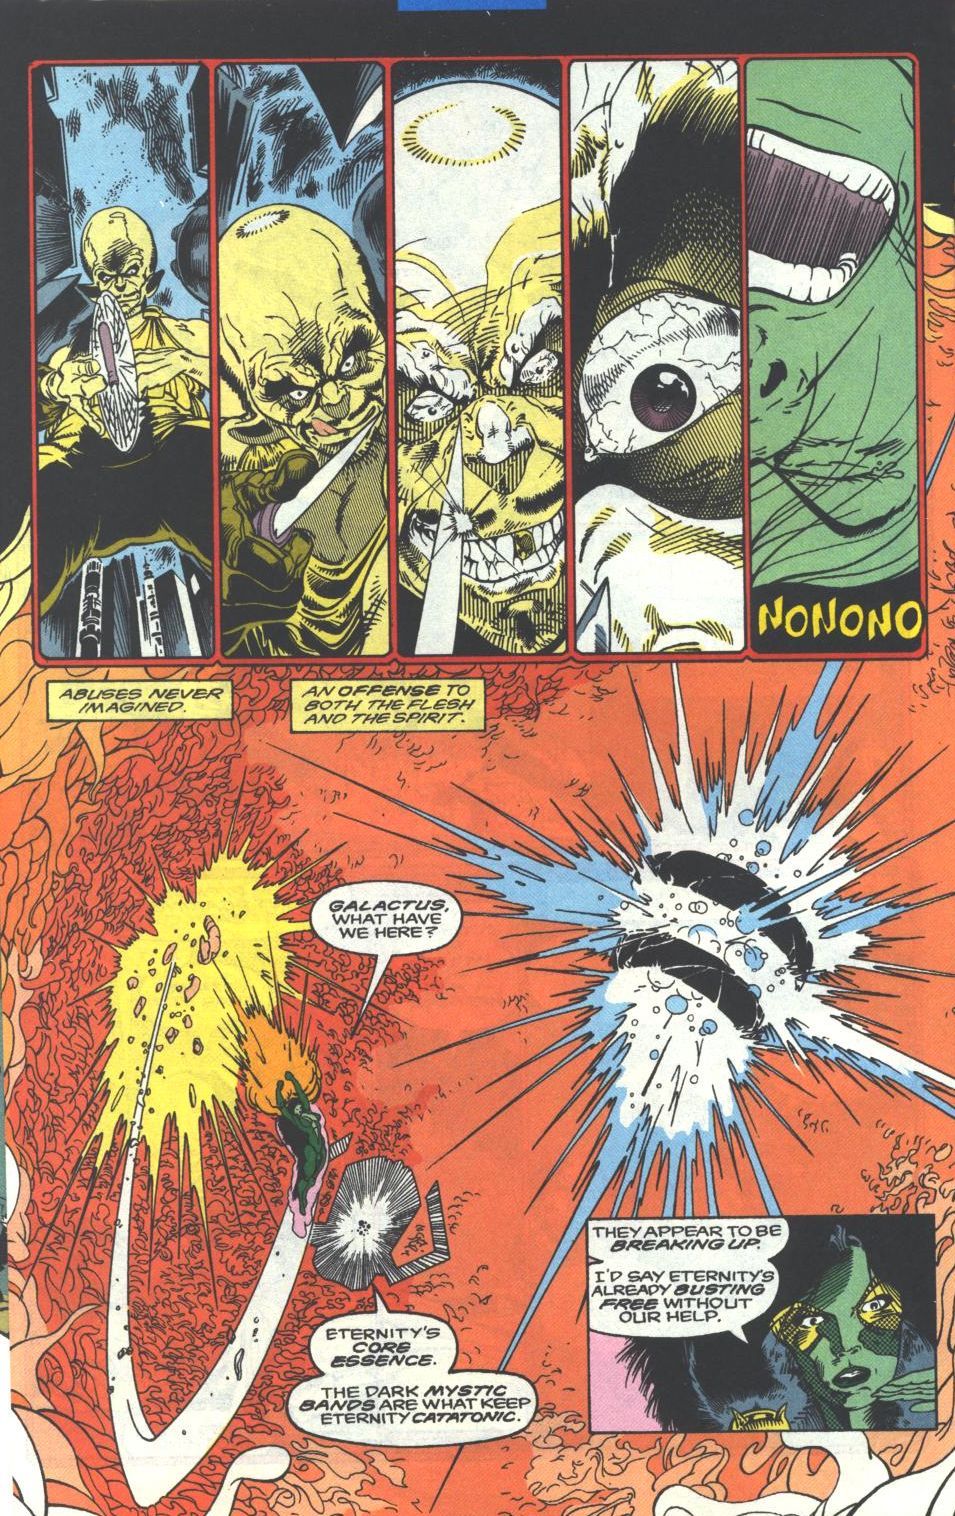 NONONO
ABUSES NEVER
IMAGINED.
AN OFFENSE TO
BOTH THE FLESH
AND THE SPIRIT.
GALACTUS,
WHAT HAVE
WE HERE?
ETERNITY'S
CORE
ESSENCE.
THE DARK MYSTIC
BANDS ARE WHAT KEEP
ETERNITY CATATONIC.
THEY APPEAR TO BE
BREAKING UP.
I'D SAY ETERNITY'S
ALREADY BUSTING
FREE WITHOUT
OUR HELP.